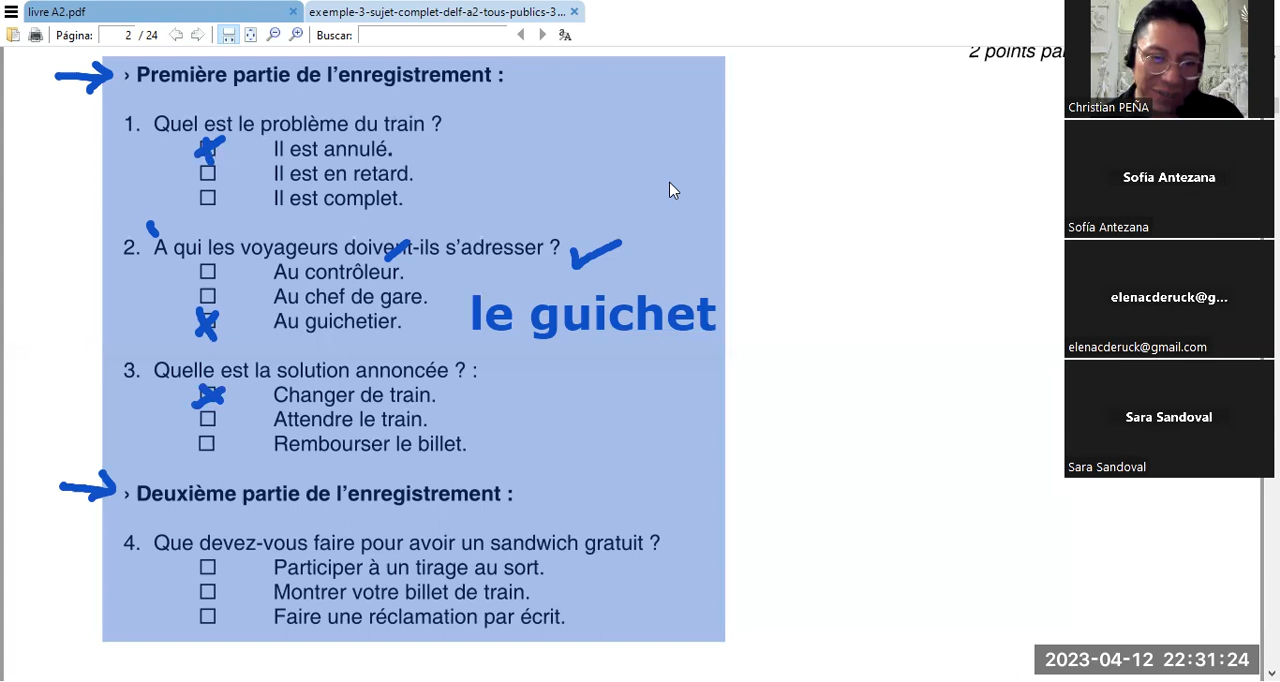 livre A2.pdf
exemple-3-sujet-complet-delf-a2-tous-publics-3...
Página: 2 / 24 Buscar:
2 points pa
› Première partie de l'enregistrement :
1. Quel est le problème du train ?
Il est annulé.
Il est en retard.
Il est complet.
2. A qui les voyageurs doivent-ils s'adresser ?
Au contrôleur.
Au chef de gare.
Au guichetier.
le guichet
3. Quelle est la solution annoncée ? :
Changer de train.
Attendre le train.
Rembourser le billet.
› Deuxième partie de l'enregistrement :
4. Que devez-vous faire pour avoir un sandwich gratuit ?
Participer à un tirage au sort.
Montrer votre billet de train.
Faire une réclamation par écrit.
Christian PEÑA
Sofía Antezana
Sofía Antezana
elenacderuck@g...
elenacderuck@gmail.com
Sara Sandoval
Sara Sandoval
2023-04-12 22:31:24